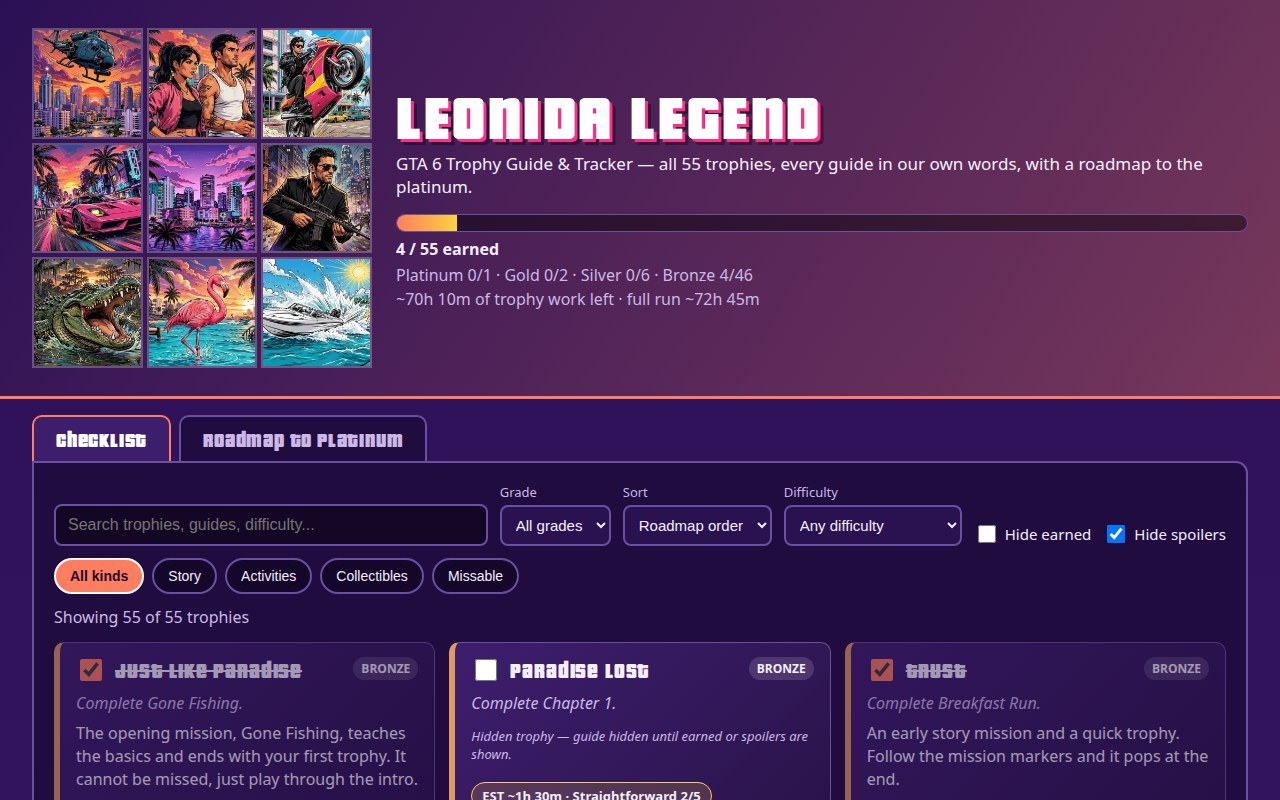 LEONIDA LEGEND
GTA 6 Trophy Guide & Tracker — all 55 trophies, every guide in our own words, with a roadmap to the
platinum.
4 / 55 earned
Platinum 0/1 · Gold 0/2 · Silver 0/6 · Bronze 4/46
~70h 10m of trophy work left · full run ~72h 45m
Checklist
Roadmap to Platinum
Grade
Sort
Difficulty
Search trophies, guides, difficulty...
All grades
Roadmap order
Any difficulty
Hide earned
Hide spoilers
All kinds
Story
Activities
Collectibles
Missable
Showing 55 of 55 trophies
Just Like Paradise
BRONZE
Complete Gone Fishing.
The opening mission, Gone Fishing, teaches
the basics and ends with your first trophy. It
cannot be missed, just play through the intro.
Paradise Lost
BRONZE
Complete Chapter 1.
Hidden trophy — guide hidden until earned or spoilers are
shown.
EST ~1h 30m · Straightforward 2/5
Trust
BRONZE
Complete Breakfast Run.
An early story mission and a quick trophy.
Follow the mission markers and it pops at the
end.